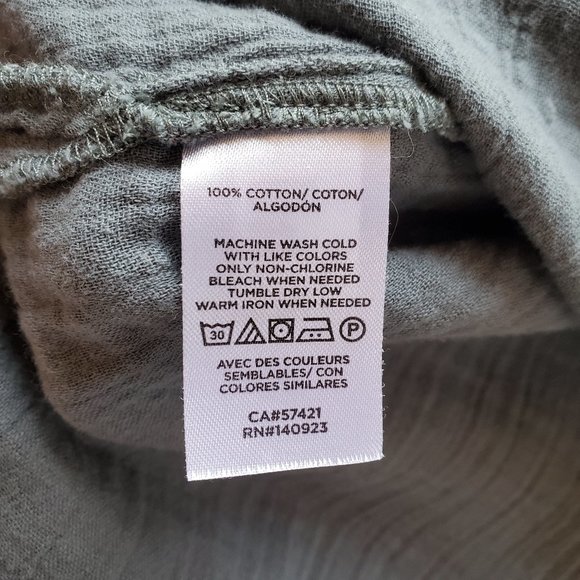 100% COTTON/ COTON/
ALGODÓN
MACHINE WASH COLD
WITH LIKE COLORS
ONLY NON-CHLORINE
BLEACH WHEN NEEDED
TUMBLE DRY LOW
WARM IRON WHEN NEEDED
30 P
AVEC DES COULEURS
SEMBLABLES/ CON
COLORES SIMILARES
CA#57421
RN#140923